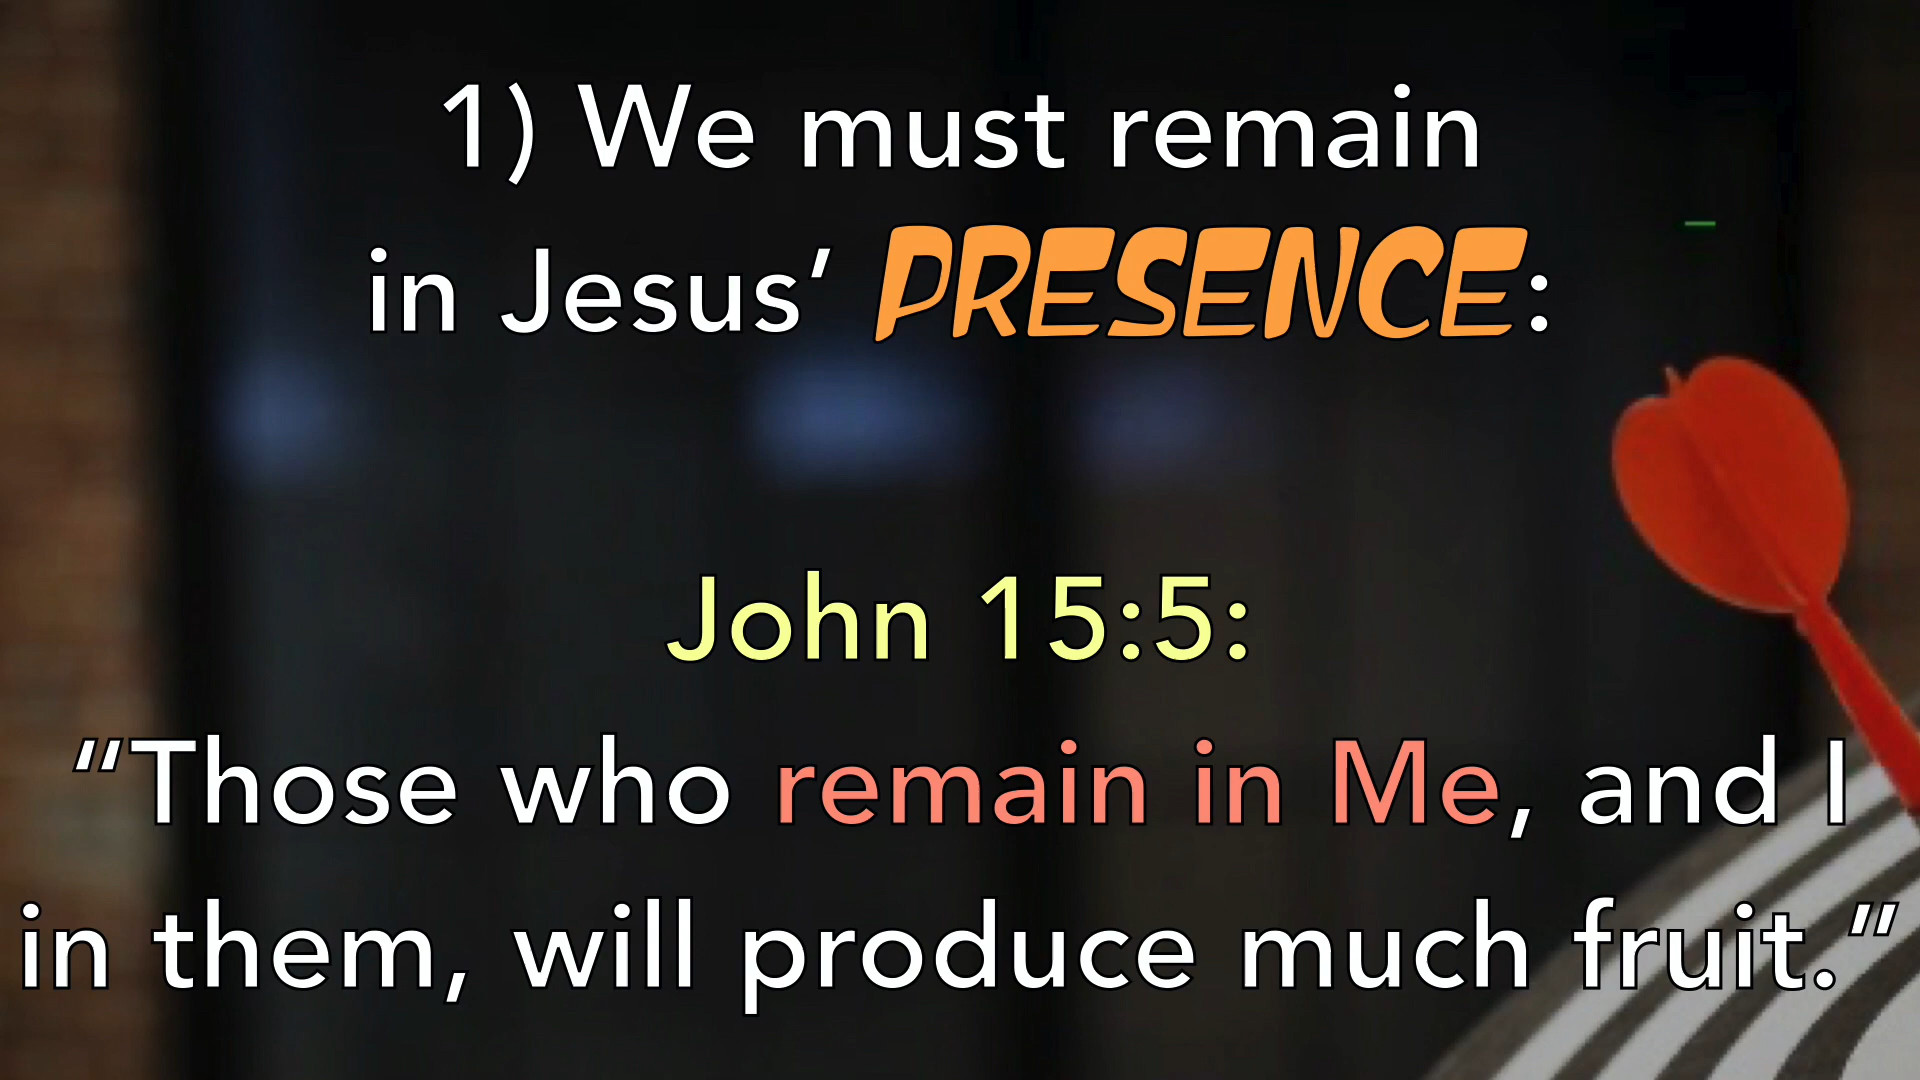 1) We must remain
in Jesus’ PRESENCE:
John 15:5:
“Those who remain in Me, and I
in them, will produce much fruit.”